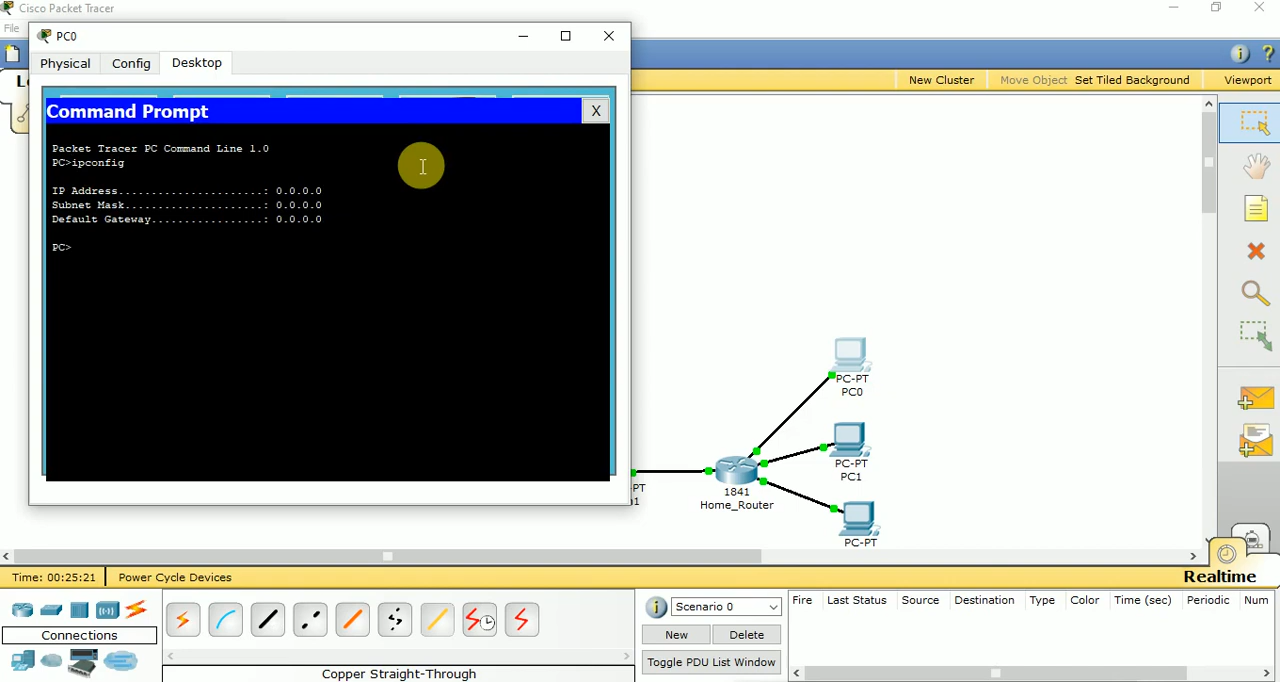 Cisco Packet Tracer
File
PC0
Physical Config Desktop
New Cluster Move Object Set Tiled Background Viewport
Command Prompt X
Packet Tracer PC Command Line 1.0
PC>ipconfig
IP Address......................: 0.0.0.0
Subnet Mask.....................: 0.0.0.0
Default Gateway.................: 0.0.0.0
PC>
PC-PT
PC0
PC-PT
PC1
1841
Home_Router
PC-PT
Time: 00:25:21 Power Cycle Devices
Realtime
Connections
Copper Straight-Through
Scenario 0
New Delete
Toggle PDU List Window
Fire Last Status Source Destination Type Color Time (sec) Periodic Num